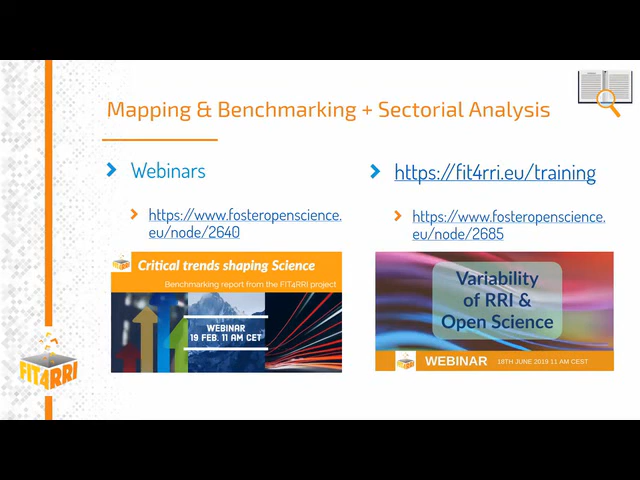 Mapping & Benchmarking + Sectorial Analysis
Webinars
https://www.fosteropenscience.
eu/node/2640
Critical trends shaping Science
Benchmarking report from the FIT4RRI project
WEBINAR
19 FEB. 11 AM CET
https://fit4rri.eu/training
https://www.fosteropenscience.
eu/node/2685
Variability
of RRI &
Open Science
WEBINAR 18TH JUNE 2019 11 AM CEST
FIT4RRI